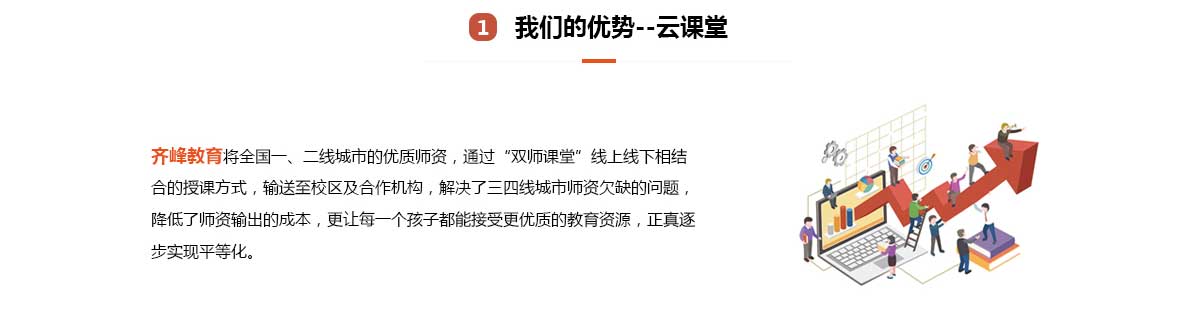 1 我们的优势--云课堂
齐峰教育将全国一、二线城市的优质师资，通过“双师课堂”线上线下相结
合的授课方式，输送至校区及合作机构，解决了三四线城市师资欠缺的问题，
降低了师资输出的成本，更让每一个孩子都能接受更优质的教育资源，正真逐
步实现平等化。